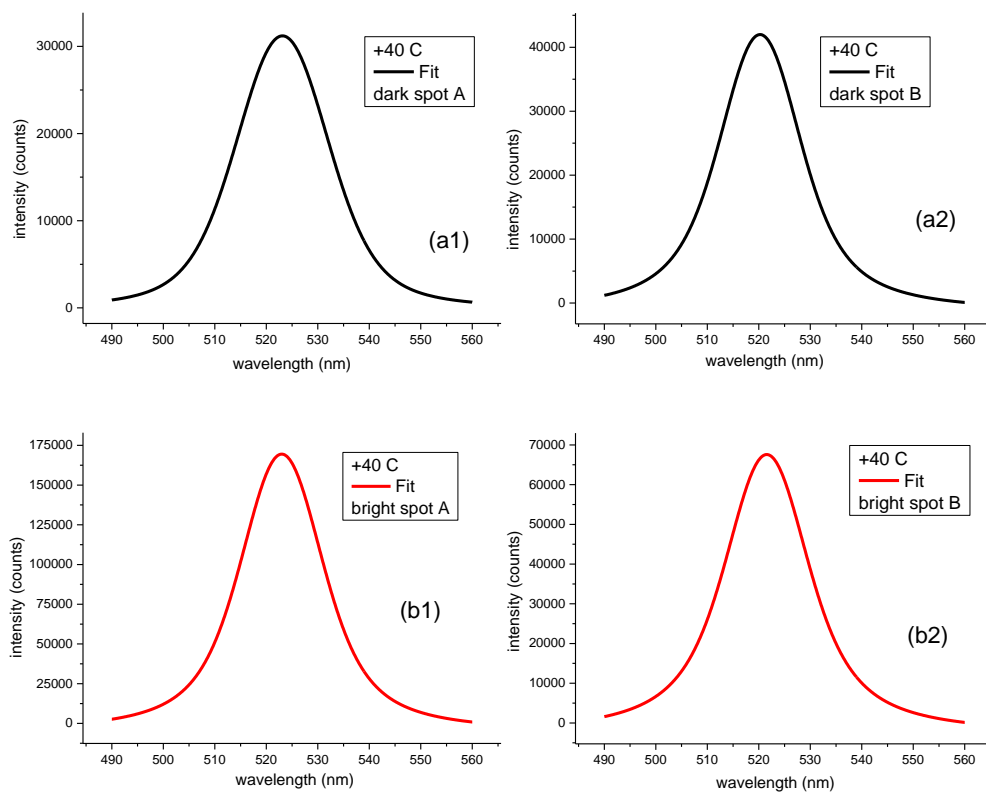 30000
20000
10000
0
intensity (counts)
490 500 510 520 530 540 550 560
wavelength (nm)
+40 C
Fit
dark spot A
(a1)
40000
30000
20000
10000
0
intensity (counts)
490 500 510 520 530 540 550 560
wavelength (nm)
+40 C
Fit
dark spot B
(a2)
175000
150000
125000
100000
75000
50000
25000
0
intensity (counts)
490 500 510 520 530 540 550 560
wavelength (nm)
+40 C
Fit
bright spot A
(b1)
70000
60000
50000
40000
30000
20000
10000
0
intensity (counts)
490 500 510 520 530 540 550 560
wavelength (nm)
+40 C
Fit
bright spot B
(b2)